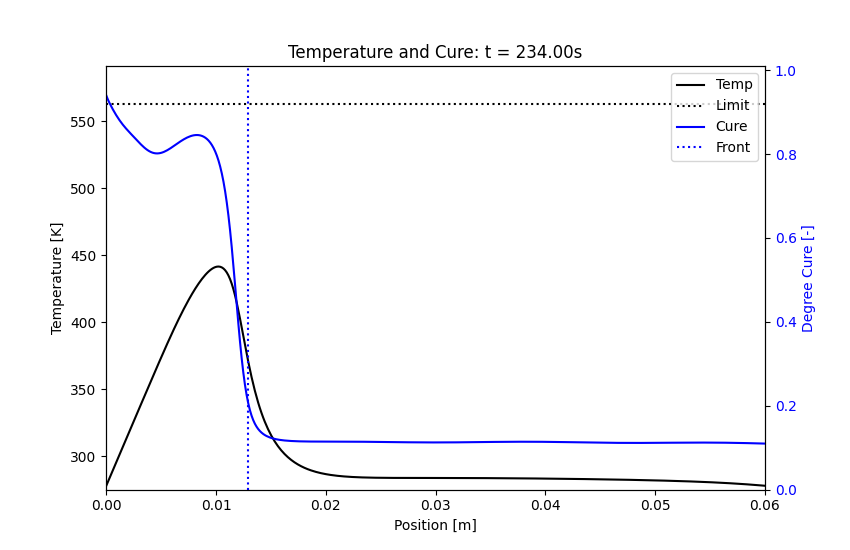 Temperature and Cure: t = 234.00s
Temp
Limit
Cure
Front
Temperature [K]
550
500
450
400
350
300
Degree Cure [-]
1.0
0.8
0.6
0.4
0.2
0.0
0.00 0.01 0.02 0.03 0.04 0.05 0.06
Position [m]